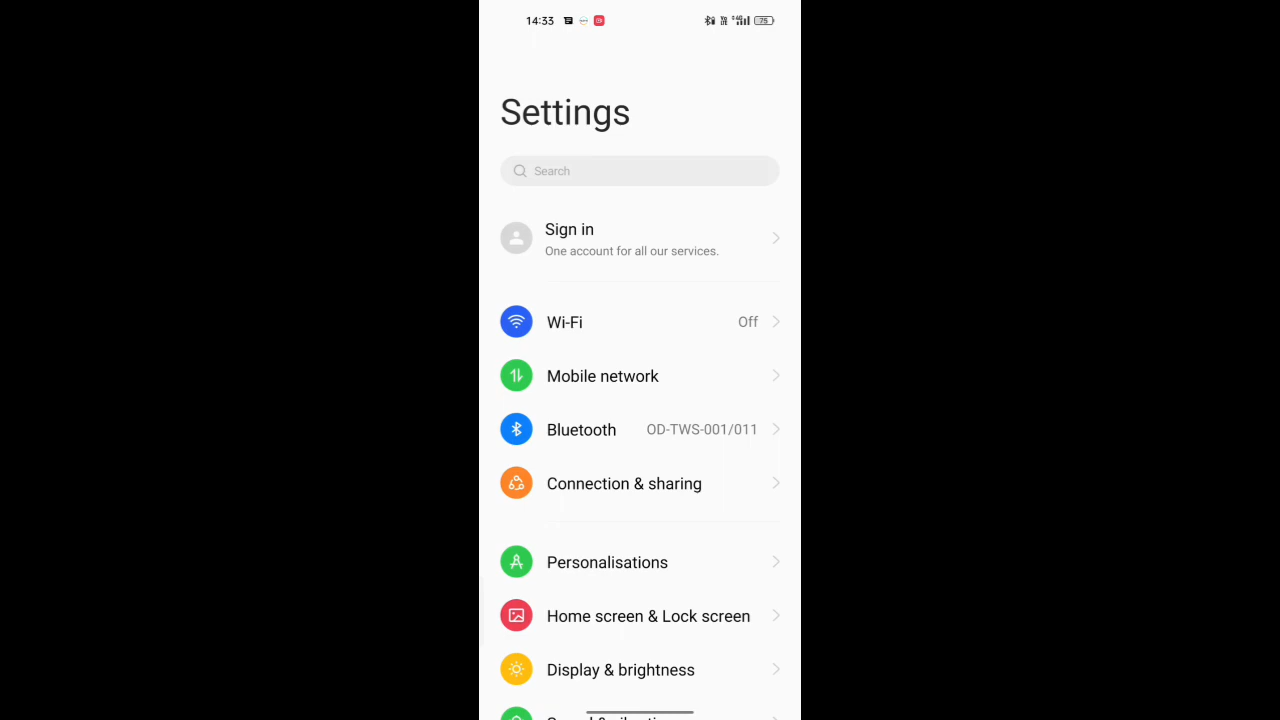 14:33 75
Settings
Search
Sign in
One account for all our services.
Wi-Fi Off
Mobile network
Bluetooth OD-TWS-001/011
Connection & sharing
Personalisations
Home screen & Lock screen
Display & brightness